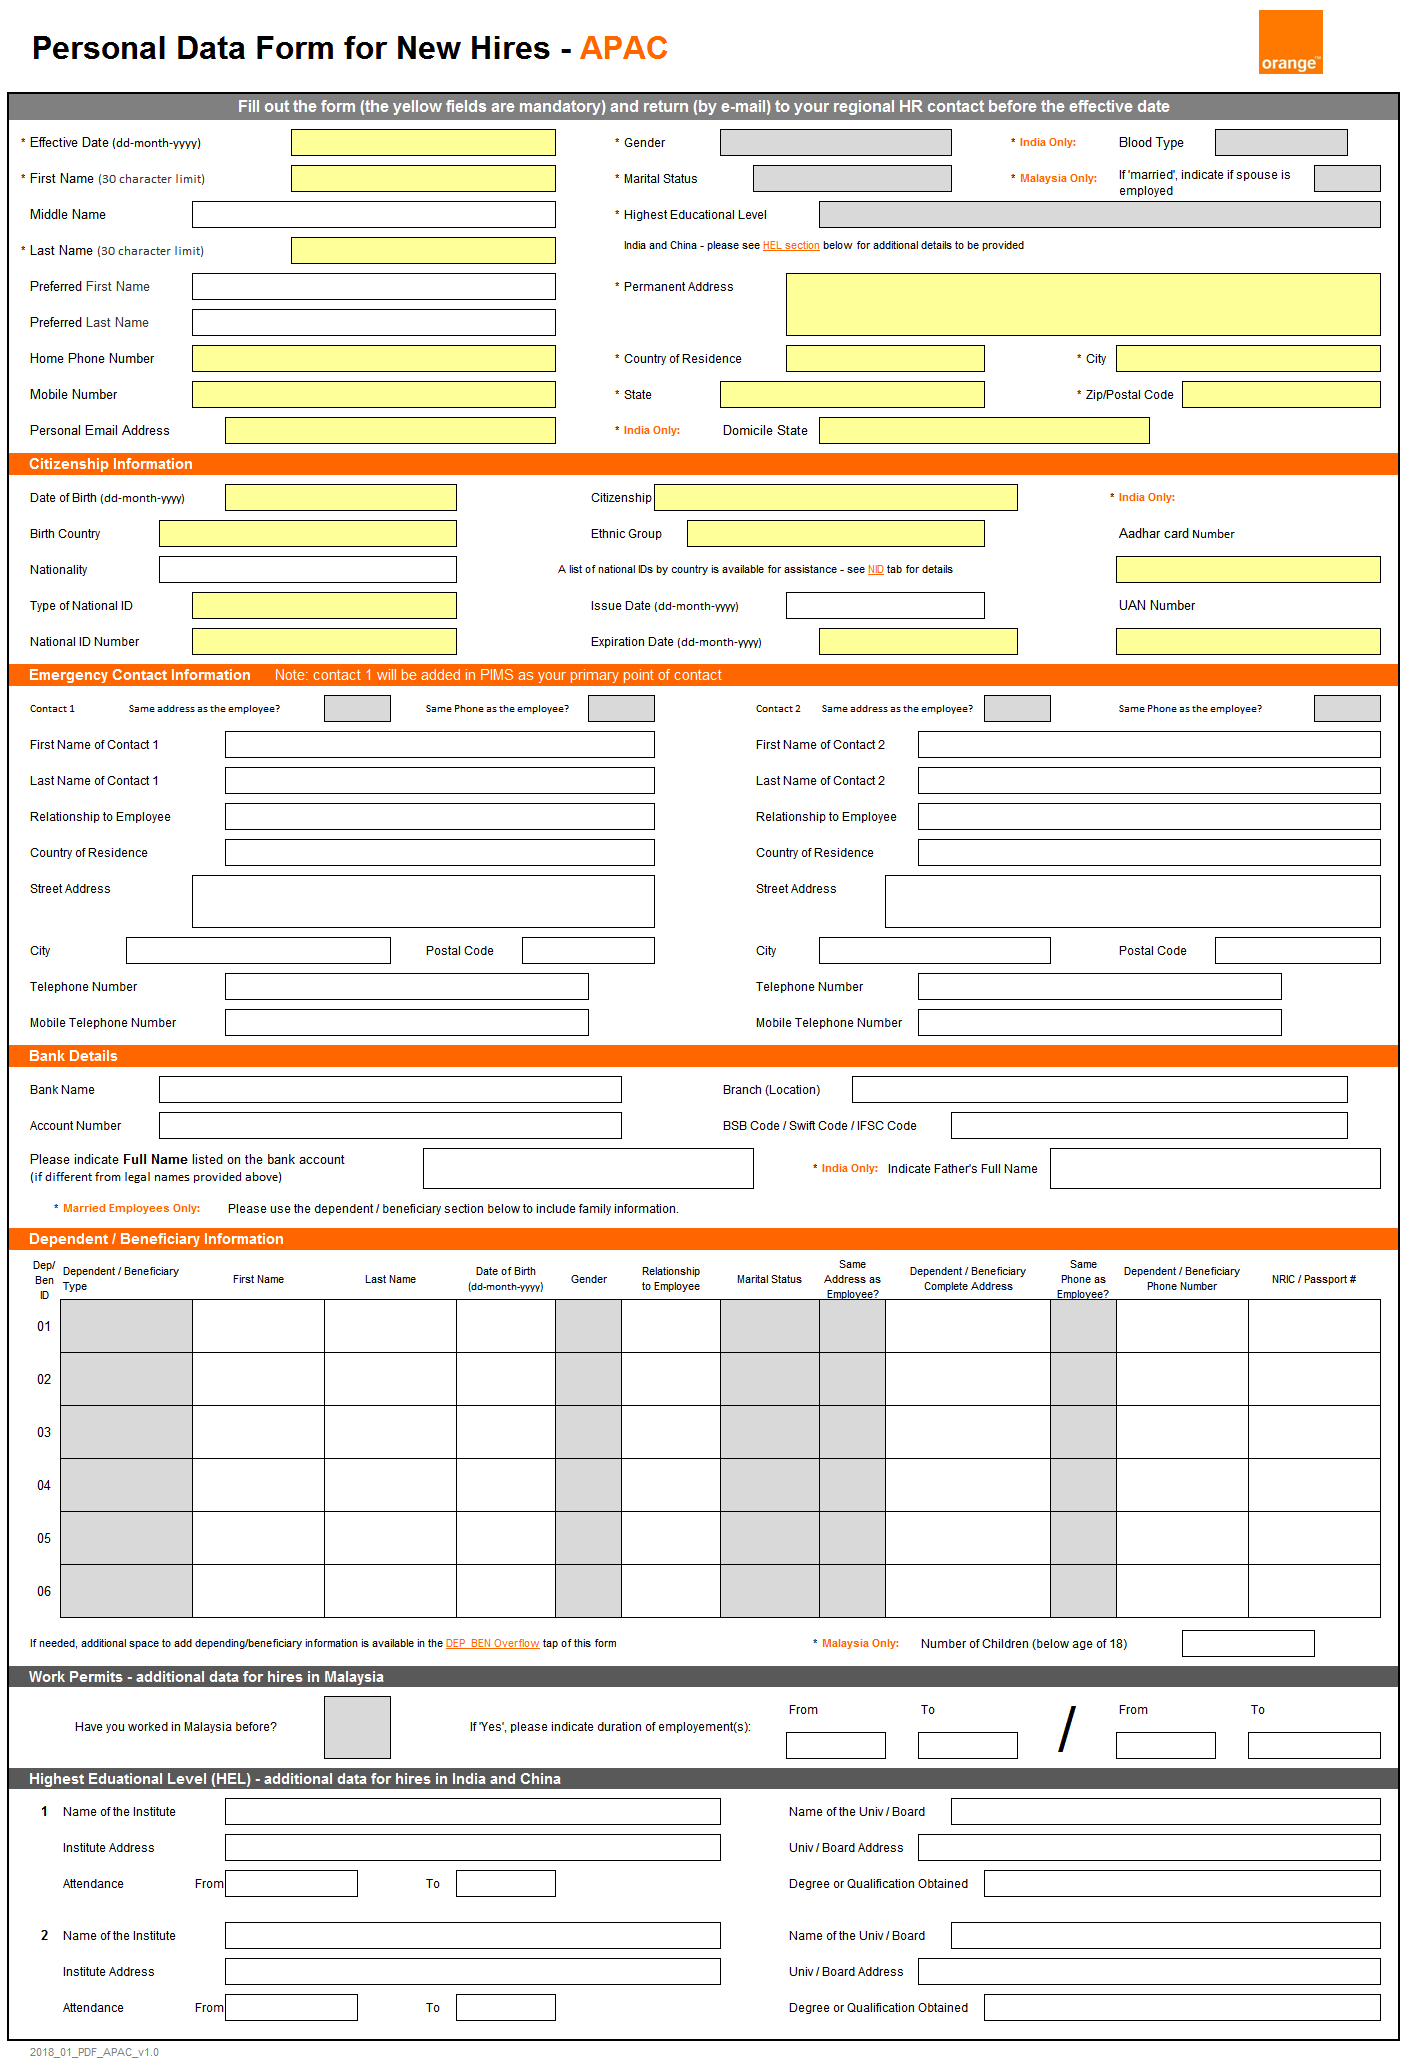 Personal Data Form for New Hires - APAC
orange™
Fill out the form (the yellow fields are mandatory) and return (by e-mail) to your regional HR contact before the effective date
* Effective Date (dd-month-yyyy)
* Gender
* India Only: Blood Type
* First Name (30 character limit)
* Marital Status
* Malaysia Only: If 'married', indicate if spouse is
employed
Middle Name
* Highest Educational Level
* Last Name (30 character limit)
India and China - please see HEL section below for additional details to be provided
Preferred First Name
* Permanent Address
Preferred Last Name
Home Phone Number
* Country of Residence
* City
Mobile Number
* State
* Zip/Postal Code
Personal Email Address
* India Only: Domicile State
Citizenship Information
Date of Birth (dd-month-yyyy)
Citizenship
* India Only:
Birth Country
Ethnic Group
Aadhar card Number
Nationality
A list of national IDs by country is available for assistance - see NID tab for details
Type of National ID
Issue Date (dd-month-yyyy)
UAN Number
National ID Number
Expiration Date (dd-month-yyyy)
Emergency Contact Information Note: contact 1 will be added in PIMS as your primary point of contact
Contact 1 Same address as the employee? Same Phone as the employee?
Contact 2 Same address as the employee? Same Phone as the employee?
First Name of Contact 1
First Name of Contact 2
Last Name of Contact 1
Last Name of Contact 2
Relationship to Employee
Relationship to Employee
Country of Residence
Country of Residence
Street Address
Street Address
City Postal Code
City Postal Code
Telephone Number
Telephone Number
Mobile Telephone Number
Mobile Telephone Number
Bank Details
Bank Name
Branch (Location)
Account Number
BSB Code / Swift Code / IFSC Code
Please indicate Full Name listed on the bank account
(if different from legal names provided above)
* India Only: Indicate Father's Full Name
* Married Employees Only: Please use the dependent / beneficiary section below to include family information.
Dependent / Beneficiary Information
Dep/
Ben
ID
Dependent / Beneficiary
Type
First Name
Last Name
Date of Birth
(dd-month-yyyy)
Gender
Relationship
to Employee
Marital Status
Same
Address as
Employee?
Dependent / Beneficiary
Complete Address
Same
Phone as
Employee?
Dependent / Beneficiary
Phone Number
NRIC / Passport #
01
02
03
04
05
06
If needed, additional space to add depending/beneficiary information is available in the DEP_BEN Overflow tap of this form
* Malaysia Only: Number of Children (below age of 18)
Work Permits - additional data for hires in Malaysia
Have you worked in Malaysia before?
If 'Yes', please indicate duration of employement(s):
From To / From To
Highest Eduational Level (HEL) - additional data for hires in India and China
1 Name of the Institute
Name of the Univ / Board
Institute Address
Univ / Board Address
Attendance From To
Degree or Qualification Obtained
2 Name of the Institute
Name of the Univ / Board
Institute Address
Univ / Board Address
Attendance From To
Degree or Qualification Obtained
2018_01_PDF_APAC_v1.0